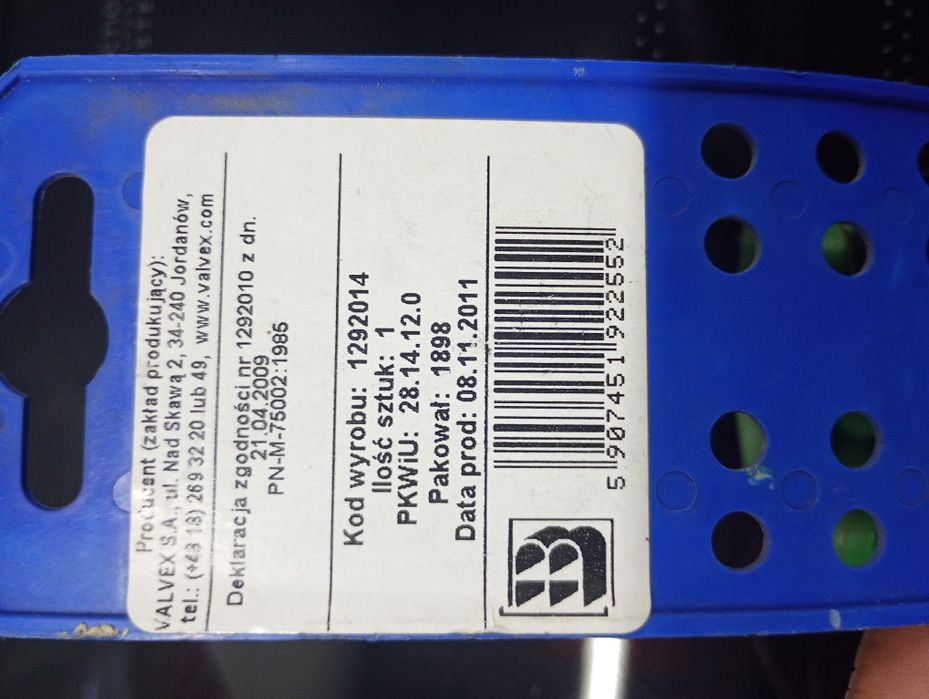 Producent (zakład produkujący):
VALVEX S.A., ul. Nad Skawą 2, 34-240 Jordanów,
tel.: (+48 18) 269 32 20 lub 49, www.valvex.com
Deklaracja zgodności nr 1292010 z dn.
21.04.2009
PN-M-75002:1985
Kod wyrobu: 1292014
Ilość sztuk: 1
PKWiU: 28.14.12.0
Pakował: 1898
Data prod: 08.11.2011
5 907451 922552
B